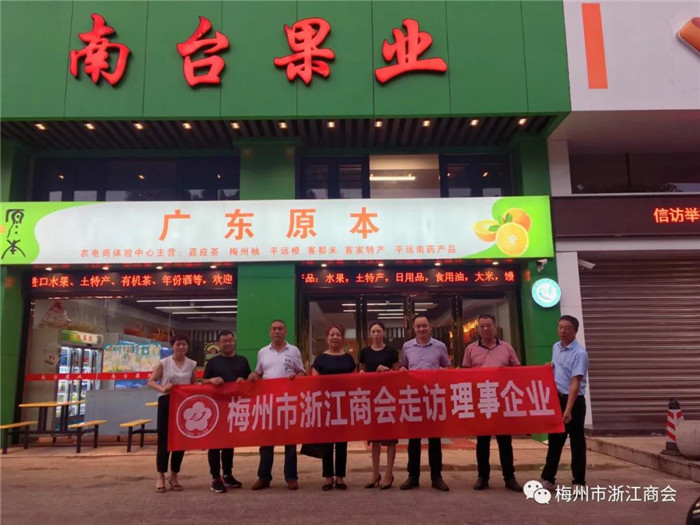 南台果业
原本
广东原本
农电商体验中心主营：嘉应茶 梅州柚 平远橙 客都米 客家特产 平远南药产品
进口水果、土特产、有机茶、年份酒等，欢迎
产品：水果，土特产、日用品，食用油，大米，馒
信访举
梅州市浙江商会走访理事企业
梅州市浙江商会